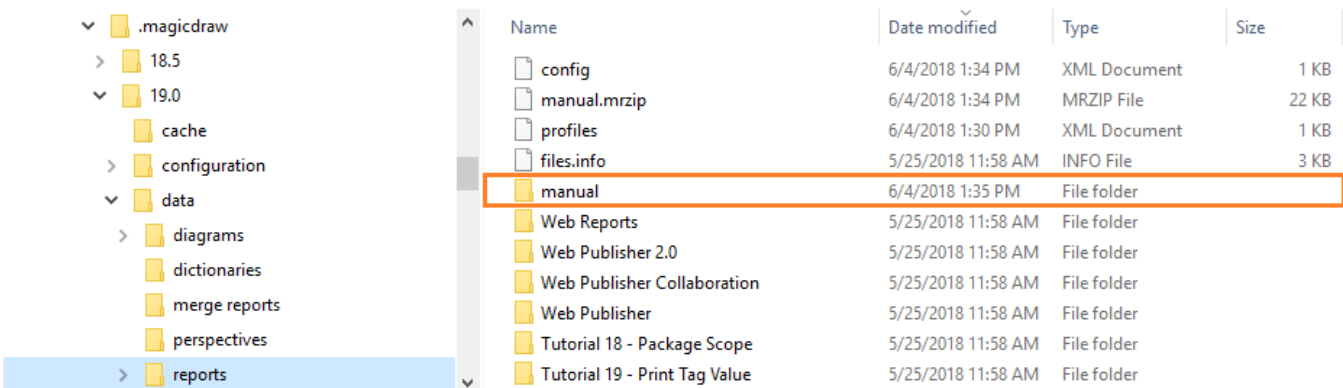 .magicdraw
18.5
19.0
cache
configuration
data
diagrams
dictionaries
merge reports
perspectives
reports
Name Date modified Type Size
config 6/4/2018 1:34 PM XML Document 1 KB
manual.mrzip 6/4/2018 1:34 PM MRZIP File 22 KB
profiles 6/4/2018 1:30 PM XML Document 1 KB
files.info 5/25/2018 11:58 AM INFO File 3 KB
manual 6/4/2018 1:35 PM File folder
Web Reports 5/25/2018 11:58 AM File folder
Web Publisher 2.0 5/25/2018 11:58 AM File folder
Web Publisher Collaboration 5/25/2018 11:58 AM File folder
Web Publisher 5/25/2018 11:58 AM File folder
Tutorial 18 - Package Scope 5/25/2018 11:58 AM File folder
Tutorial 19 - Print Tag Value 5/25/2018 11:58 AM File folder